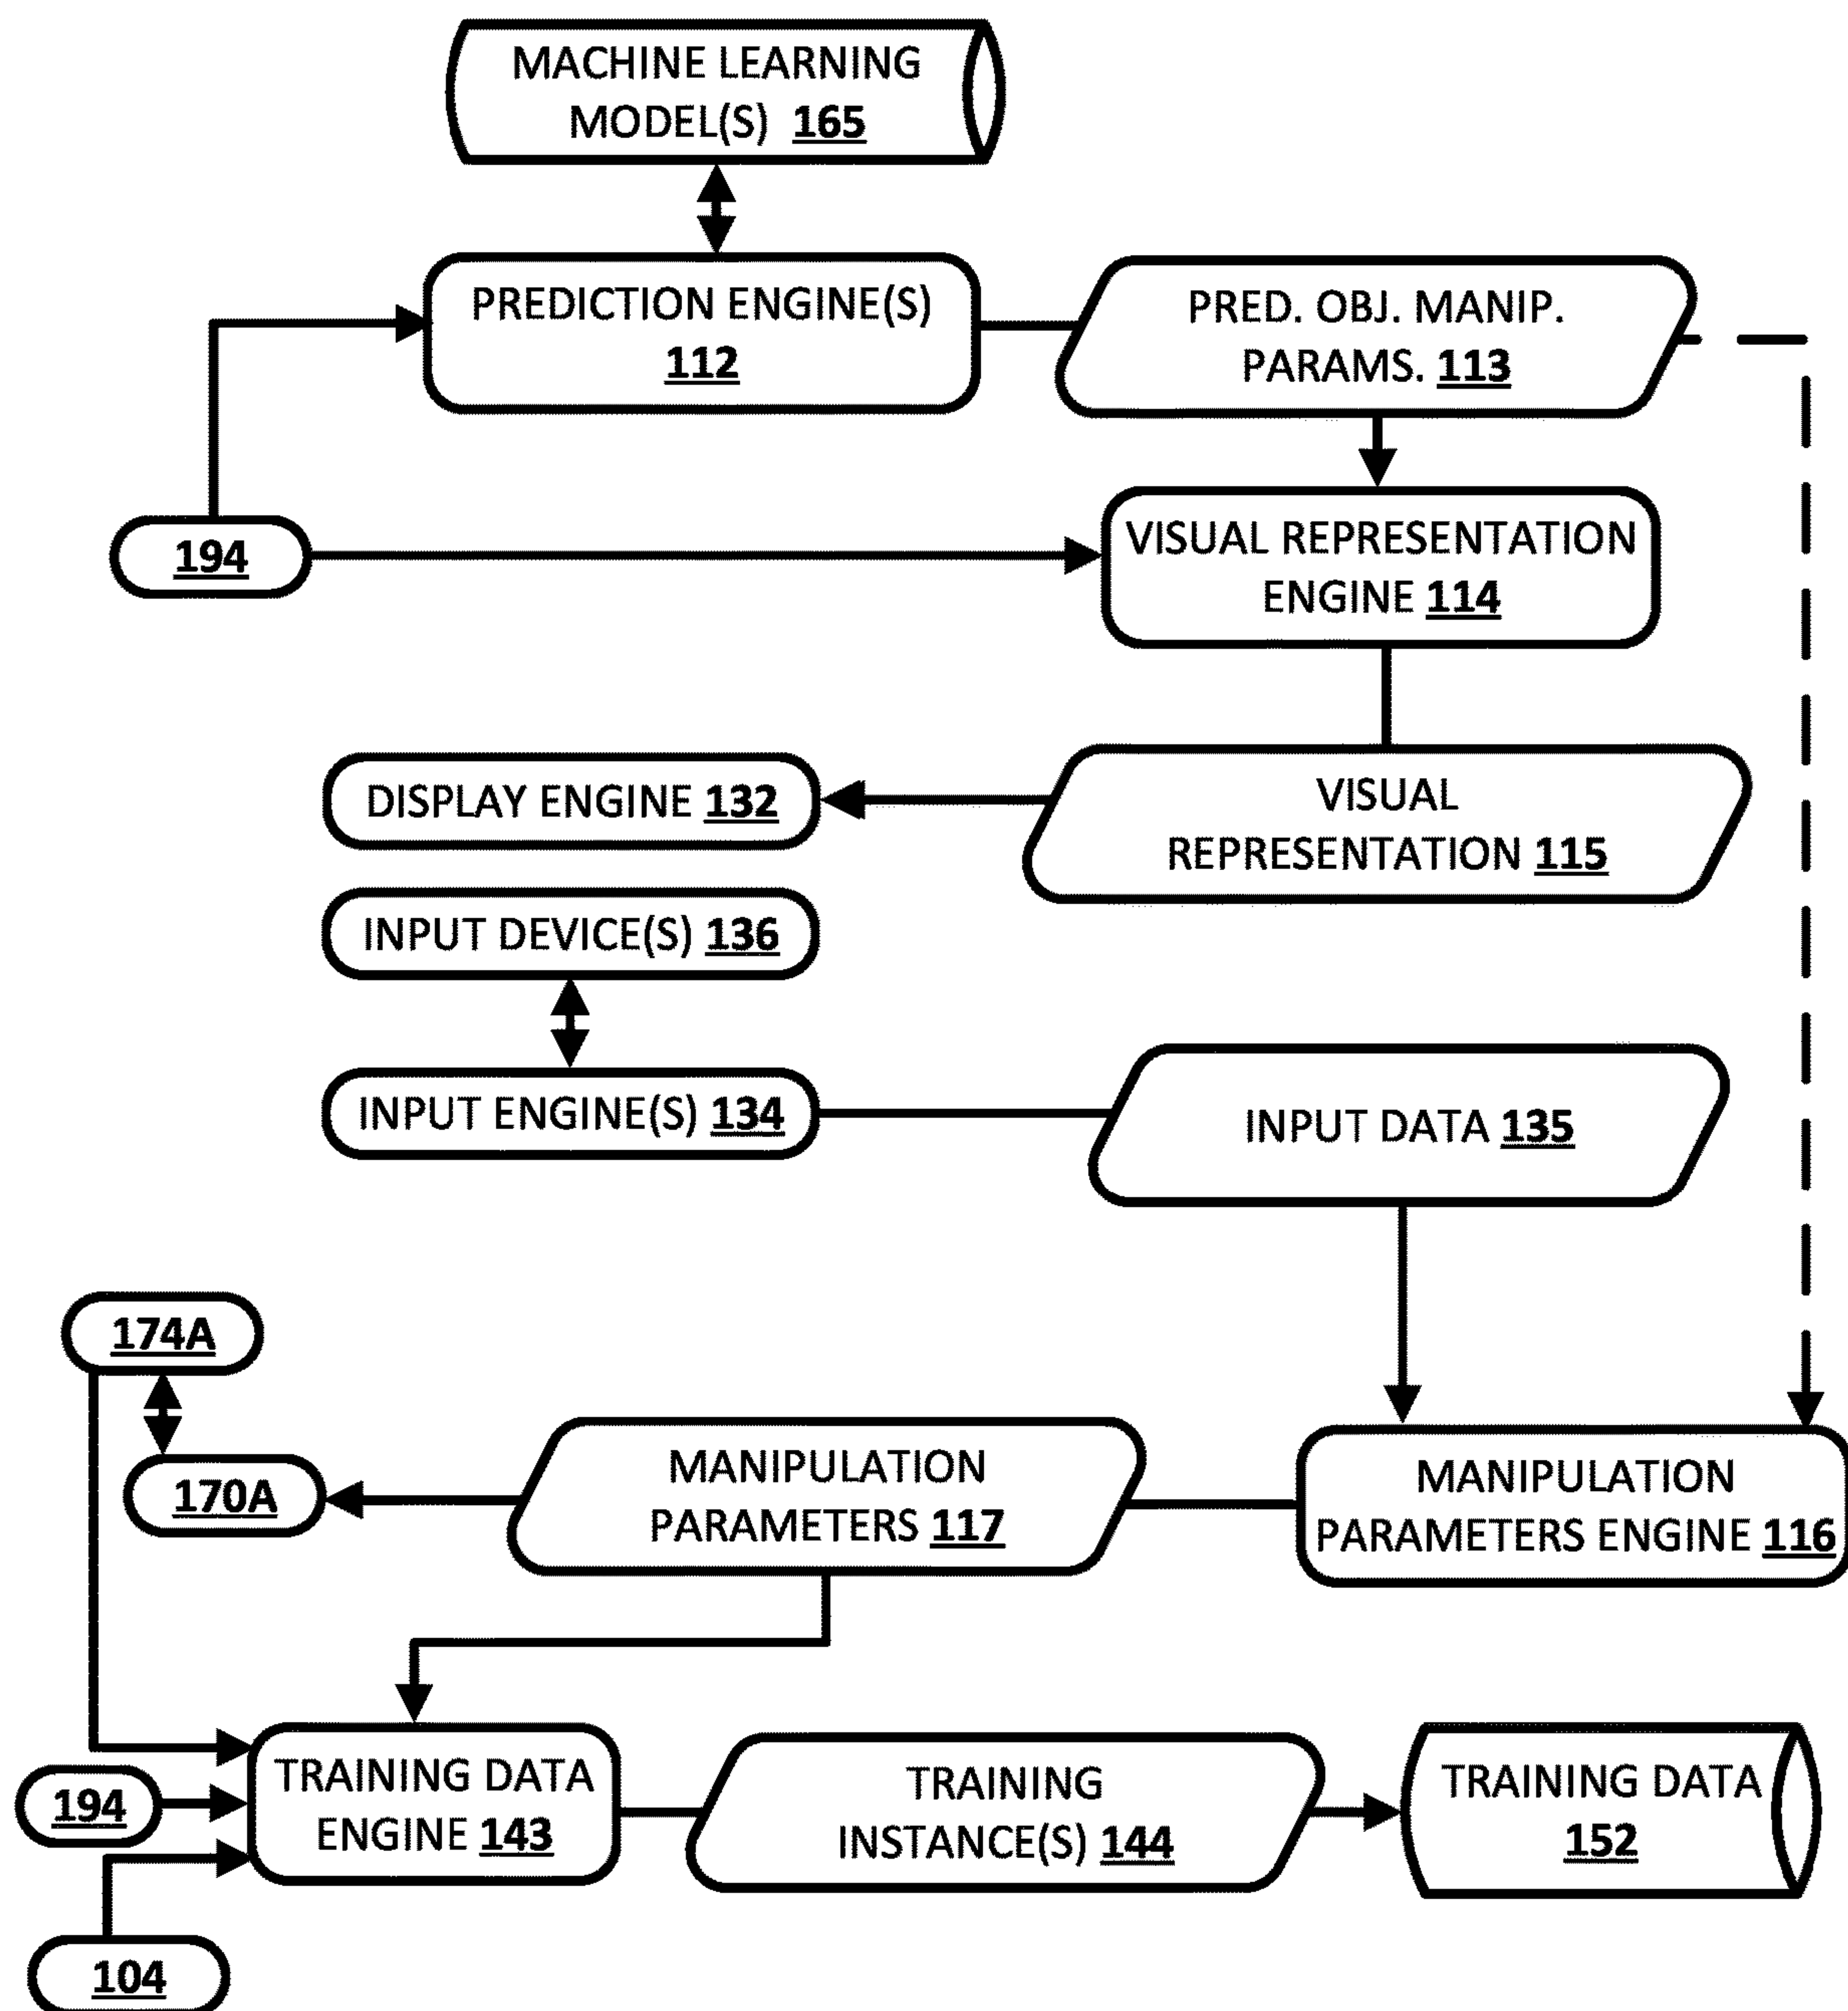 MACHINE LEARNING
MODEL(S) 165
PREDICTION ENGINE(S)
112
PRED. OBJ. MANIP.
PARAMS. 113
194
VISUAL REPRESENTATION
ENGINE 114
DISPLAY ENGINE 132
VISUAL
REPRESENTATION 115
INPUT DEVICE(S) 136
INPUT ENGINE(S) 134
INPUT DATA 135
174A
170A
MANIPULATION
PARAMETERS 117
MANIPULATION
PARAMETERS ENGINE 116
194
TRAINING DATA
ENGINE 143
TRAINING
INSTANCE(S) 144
TRAINING DATA
152
104